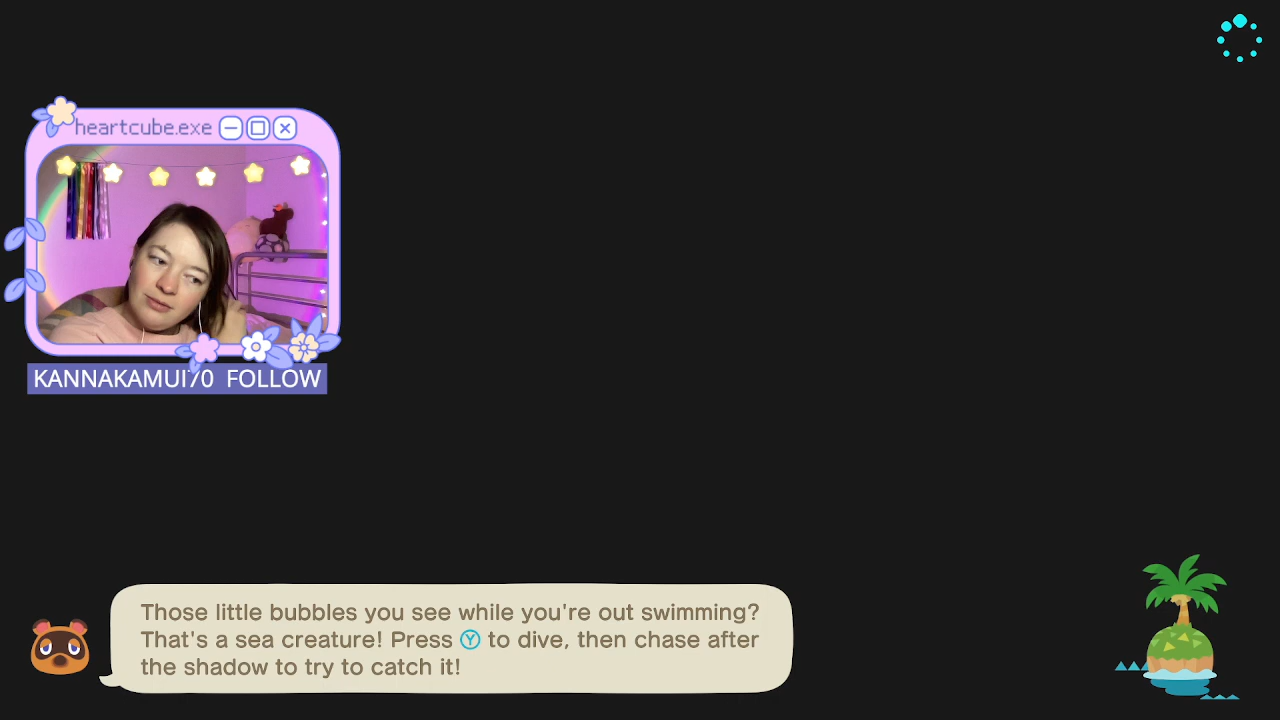 heartcube.exe
KANNAKAMUI70 FOLLOW
Those little bubbles you see while you're out swimming?
That's a sea creature! Press Y to dive, then chase after
the shadow to try to catch it!